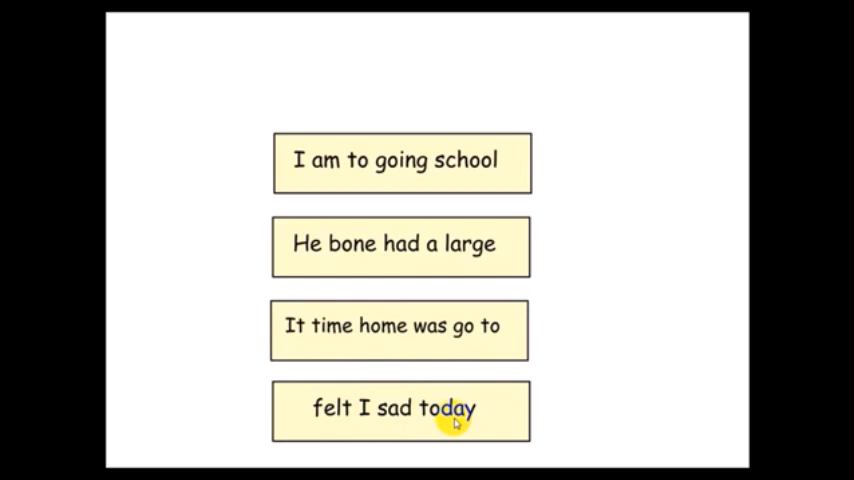 I am to going school
He bone had a large
It time home was go to
felt I sad today